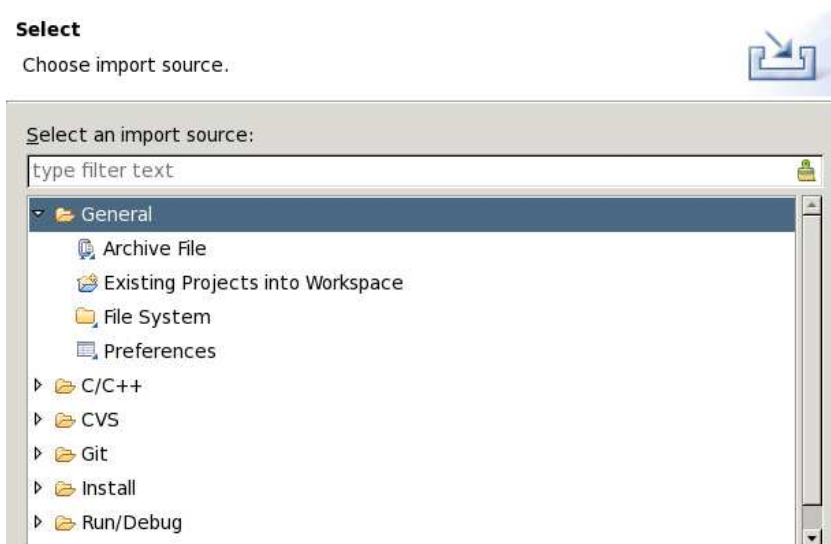 Select
Choose import source.
Select an import source:
type filter text
General
Archive File
Existing Projects into Workspace
File System
Preferences
C/C++
CVS
Git
Install
Run/Debug